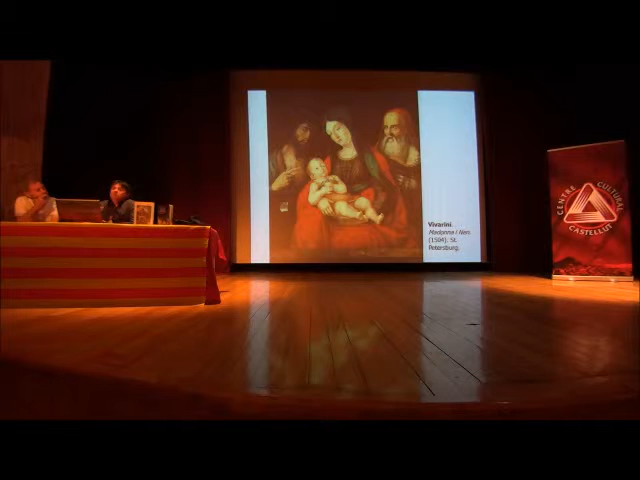 Vivarini.
Madonna i Nen.
(1504). St.
Petersburg.
CENTRE CULTURAL
CASTELLUT